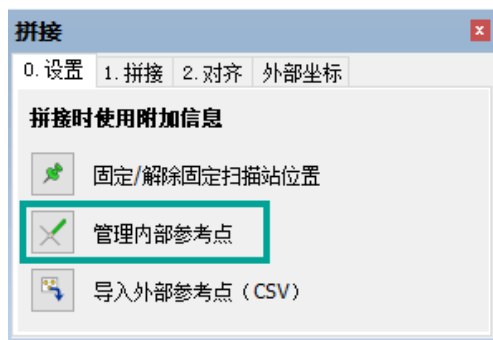 拼接
0. 设置 1. 拼接 2. 对齐 外部坐标
拼接时使用附加信息
固定/解除固定扫描站位置
管理内部参考点
导入外部参考点（CSV）